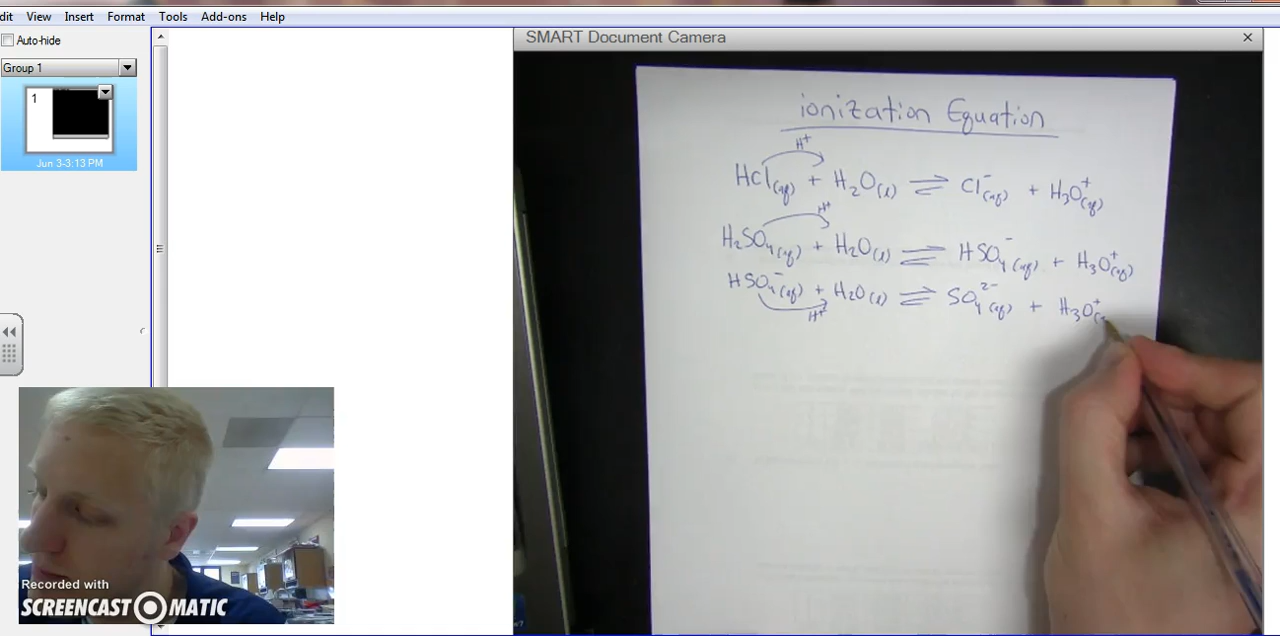 dit View Insert Format Tools Add-ons Help
Auto-hide
Group 1
1
Jun 3-3:13 PM
SMART Document Camera
ionization Equation
H⁺
HCl(aq) + H₂O(l) ⇌ Cl⁻(aq) + H₃O⁺(aq)
H⁺
H₂SO₄(aq) + H₂O(l) ⇌ HSO₄⁻(aq) + H₃O⁺(aq)
HSO₄⁻(aq) + H₂O(l) ⇌ SO₄²⁻(aq) + H₃O⁺(a
H⁺
Recorded with
SCREENCAST MATIC